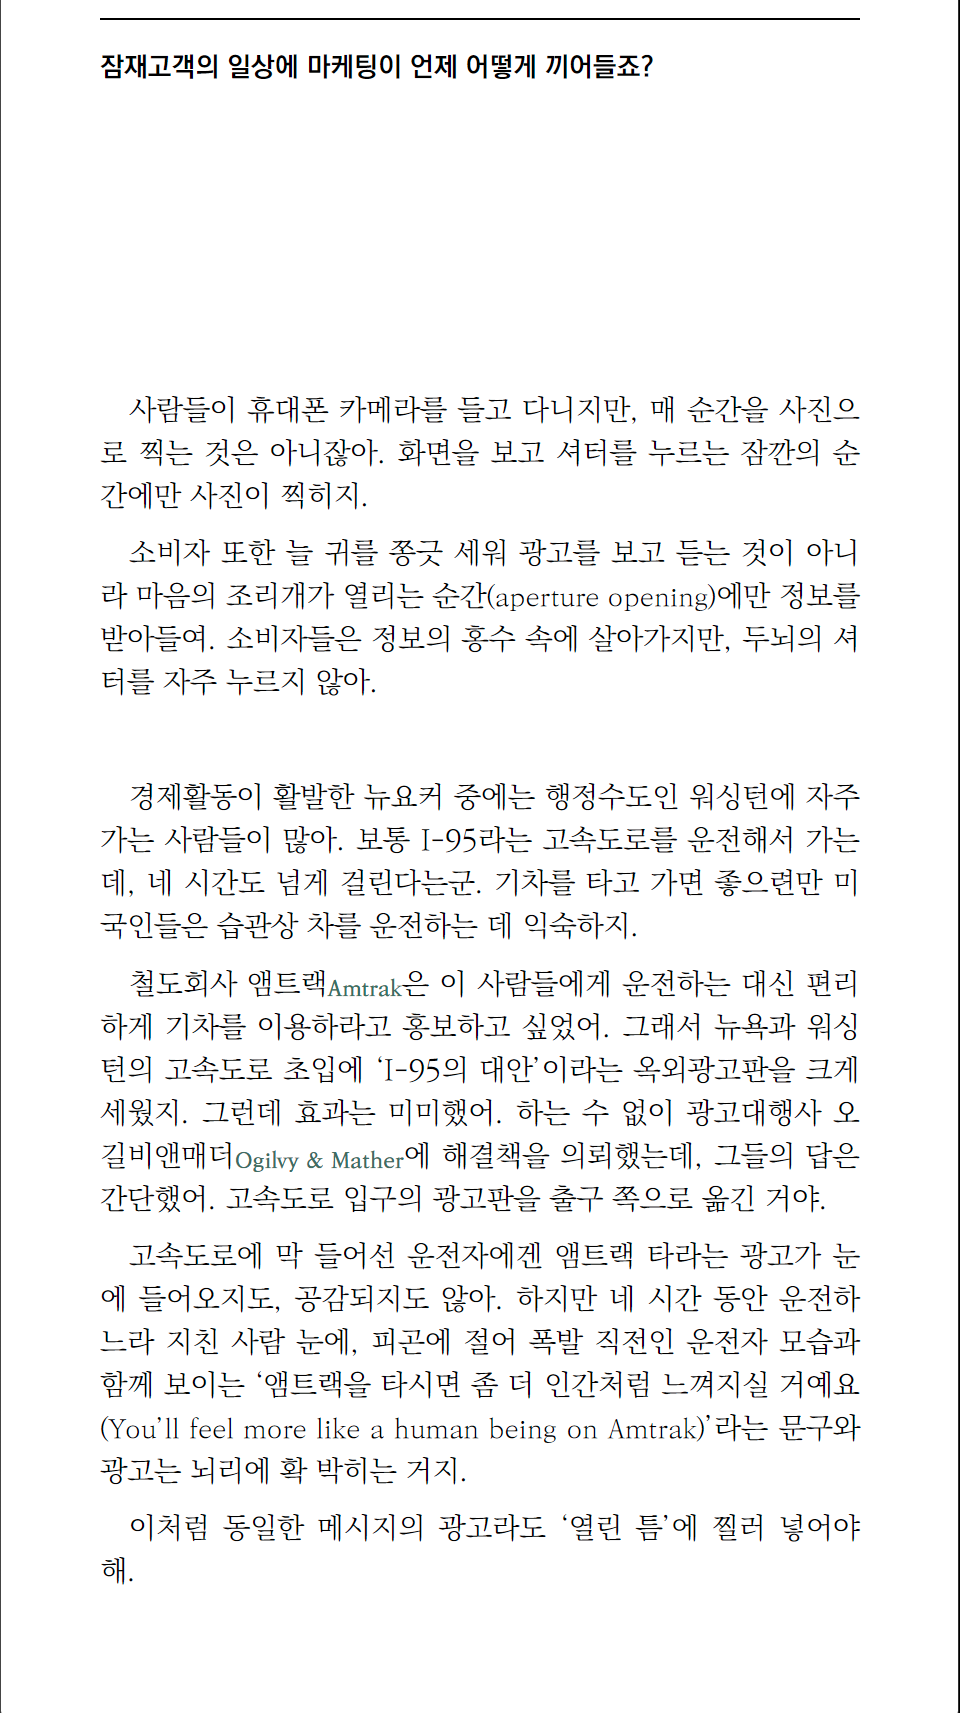 잠재고객의 일상에 마케팅이 언제 어떻게 끼어들죠?
사람들이 휴대폰 카메라를 들고 다니지만, 매 순간을 사진으
로 찍는 것은 아니잖아. 화면을 보고 셔터를 누르는 잠깐의 순
간에만 사진이 찍히지.
소비자 또한 늘 귀를 쫑긋 세워 광고를 보고 듣는 것이 아니
라 마음의 조리개가 열리는 순간(aperture opening)에만 정보를
받아들여. 소비자들은 정보의 홍수 속에 살아가지만, 두뇌의 셔
터를 자주 누르지 않아.
경제활동이 활발한 뉴요커 중에는 행정수도인 워싱턴에 자주
가는 사람들이 많아. 보통 I-95라는 고속도로를 운전해서 가는
데, 네 시간도 넘게 걸린다는군. 기차를 타고 가면 좋으련만 미
국인들은 습관상 차를 운전하는 데 익숙하지.
철도회사 앰트랙Amtrak은 이 사람들에게 운전하는 대신 편리
하게 기차를 이용하라고 홍보하고 싶었어. 그래서 뉴욕과 워싱
턴의 고속도로 초입에 ‘I-95의 대안’이라는 옥외광고판을 크게
세웠지. 그런데 효과는 미미했어. 하는 수 없이 광고대행사 오
길비앤매더Ogilvy & Mather에 해결책을 의뢰했는데, 그들의 답은
간단했어. 고속도로 입구의 광고판을 출구 쪽으로 옮긴 거야.
고속도로에 막 들어선 운전자에겐 앰트랙 타라는 광고가 눈
에 들어오지도, 공감되지도 않아. 하지만 네 시간 동안 운전하
느라 지친 사람 눈에, 피곤에 절어 폭발 직전인 운전자 모습과
함께 보이는 ‘앰트랙을 타시면 좀 더 인간처럼 느껴지실 거예요
(You’ll feel more like a human being on Amtrak)’라는 문구와
광고는 뇌리에 확 박히는 거지.
이처럼 동일한 메시지의 광고라도 ‘열린 틈’에 찔러 넣어야
해.